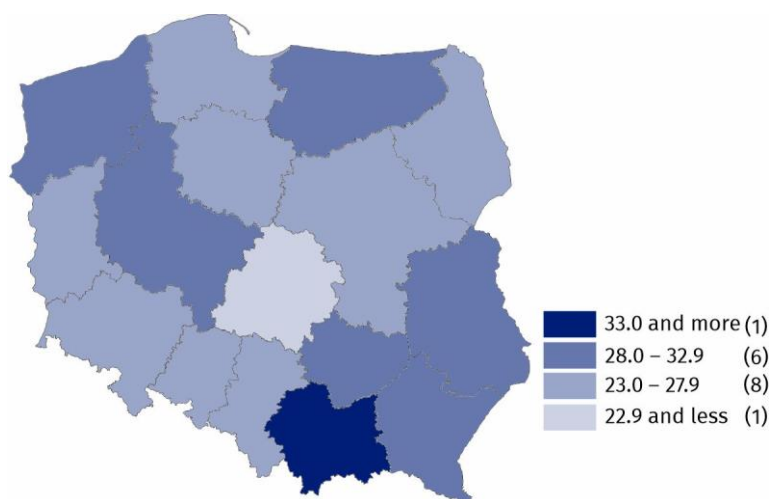 33.0 and more (1)
28.0 – 32.9 (6)
23.0 – 27.9 (8)
22.9 and less (1)